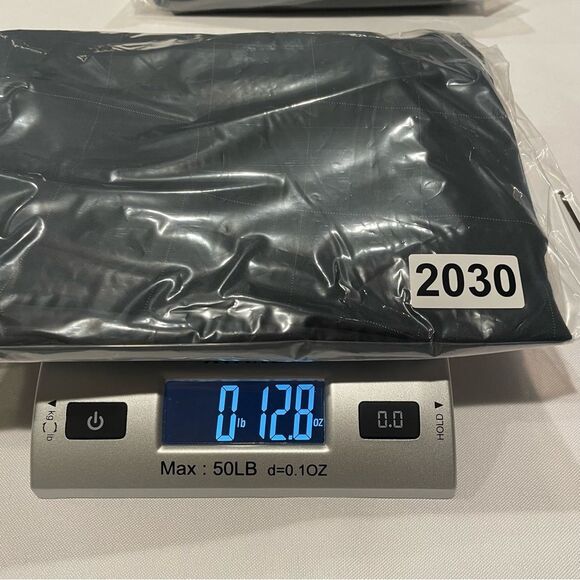 2030
0 lb 12.8 oz
kg
lb
0.0
HOLD
Max : 50LB d=0.1OZ